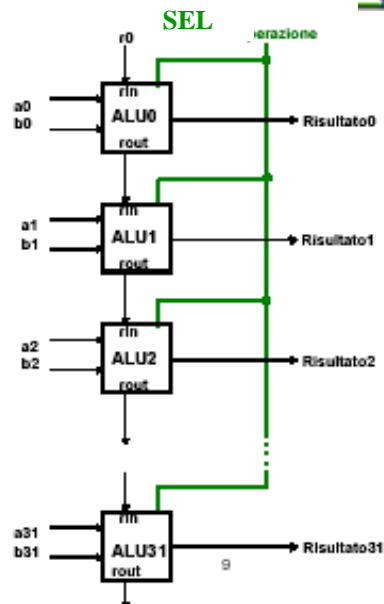 SEL
r0
erazione
a0
b0
rin
ALU0
rout
Risultato0
a1
b1
rin
ALU1
rout
Risultato1
a2
b2
rin
ALU2
rout
Risultato2
a31
b31
rin
ALU31
rout
Risultato31
9